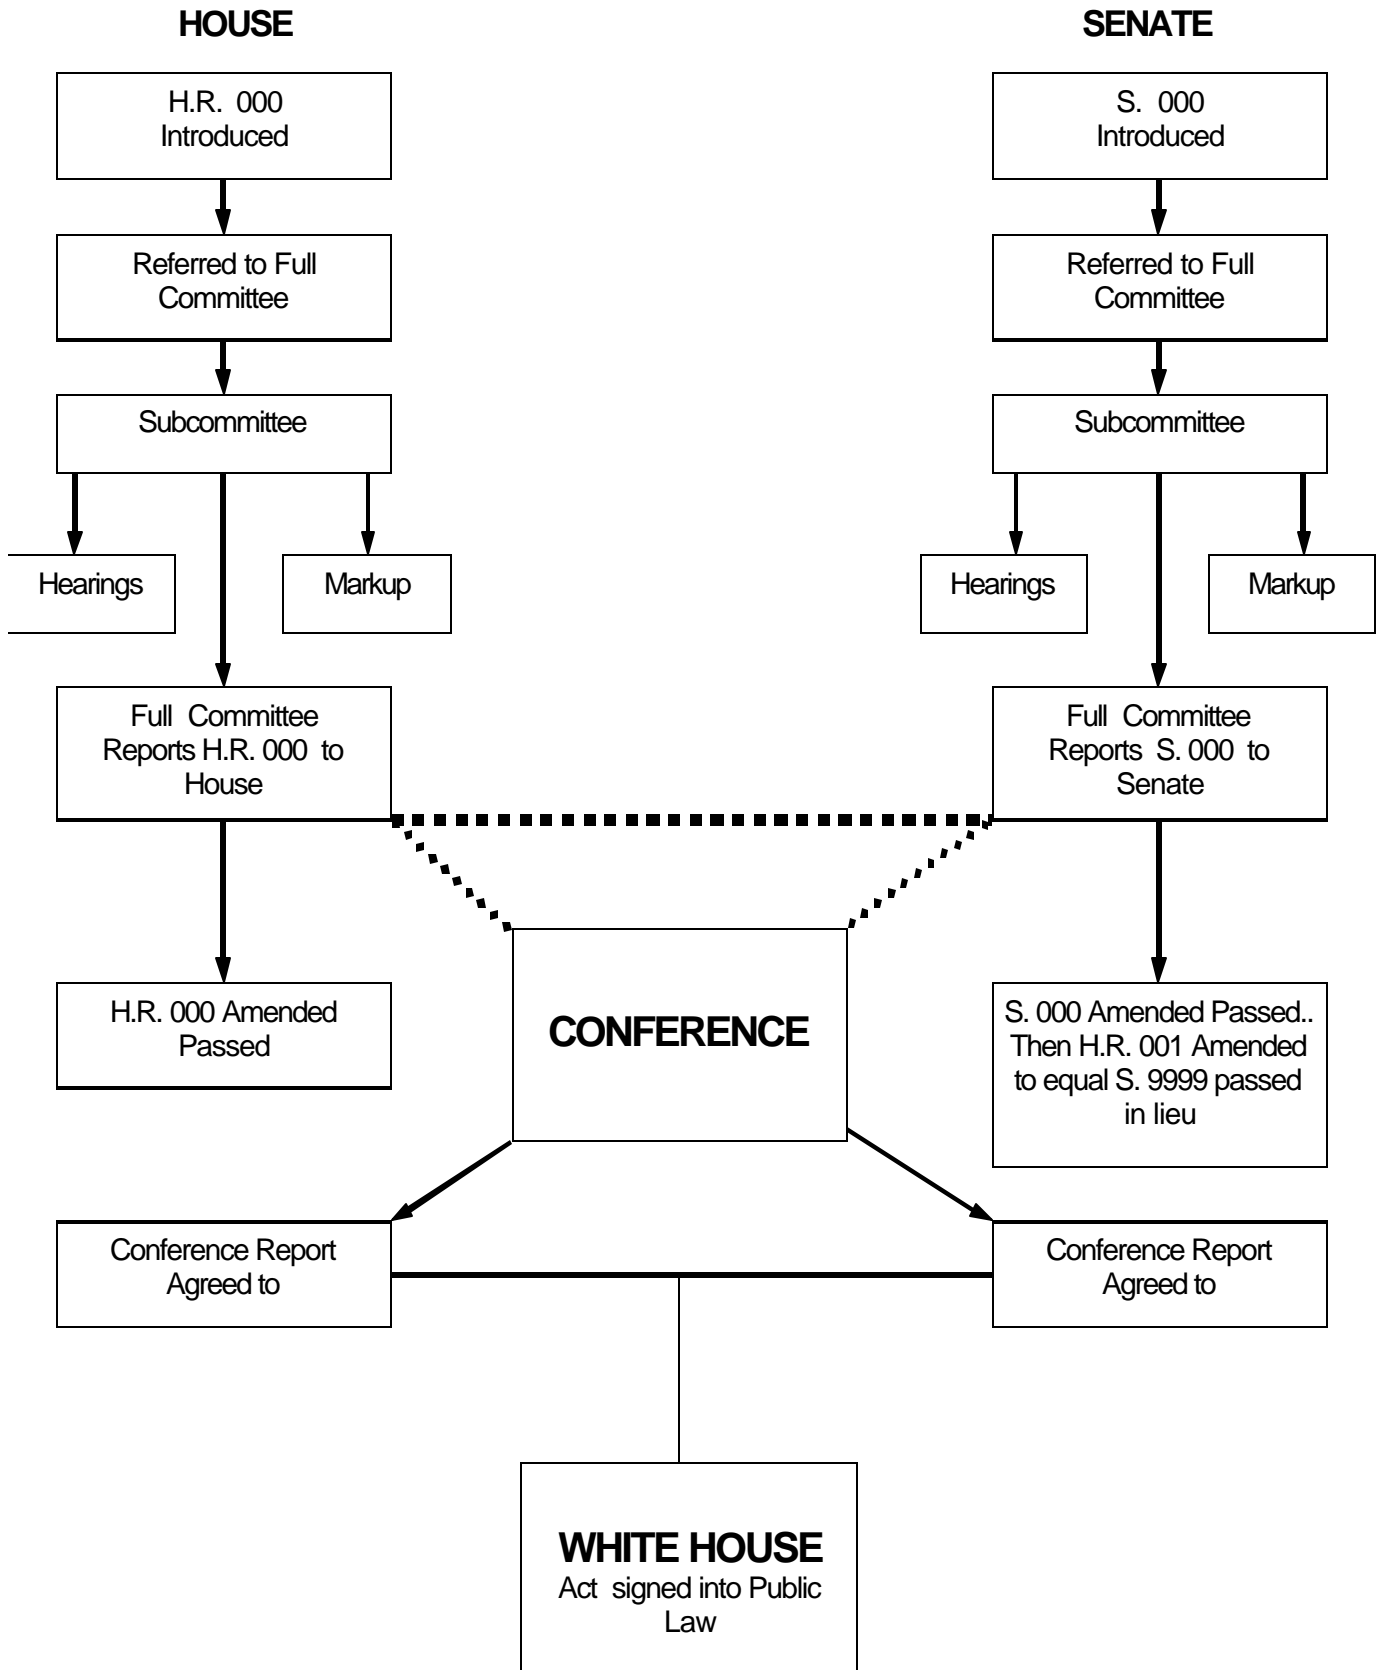 HOUSE
SENATE
H.R. 000
Introduced
S. 000
Introduced
Referred to Full
Committee
Referred to Full
Committee
Subcommittee
Subcommittee
Hearings
Markup
Hearings
Markup
Full Committee
Reports H.R. 000 to
House
Full Committee
Reports S. 000 to
Senate
H.R. 000 Amended
Passed
CONFERENCE
S. 000 Amended Passed..
Then H.R. 001 Amended
to equal S. 9999 passed
in lieu
Conference Report
Agreed to
Conference Report
Agreed to
WHITE HOUSE
Act signed into Public
Law